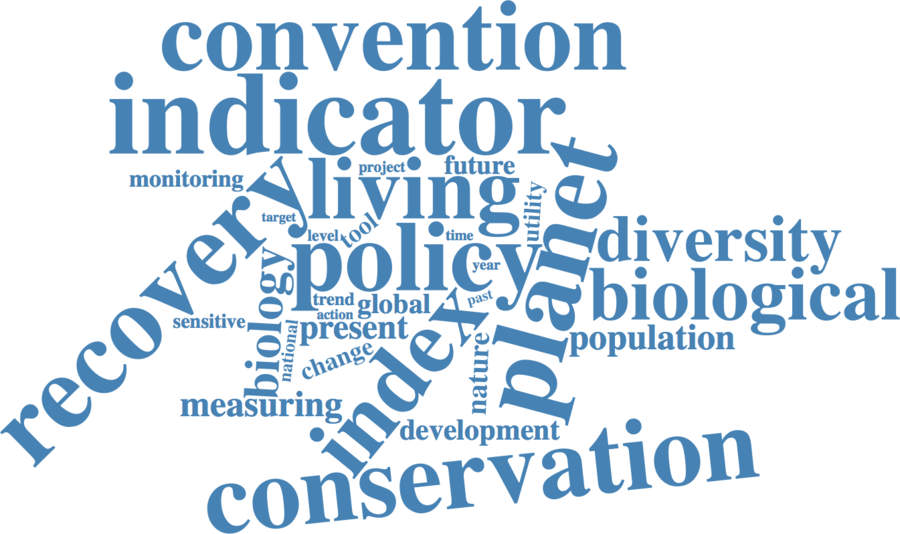 convention
indicator
monitoring
project
future
living
recovery
target
utility
planet
level
tool
time
policy
year
diversity
biological
biology
trend
global
past
action
sensitive
national
present
index
population
change
nature
measuring
development
conservation